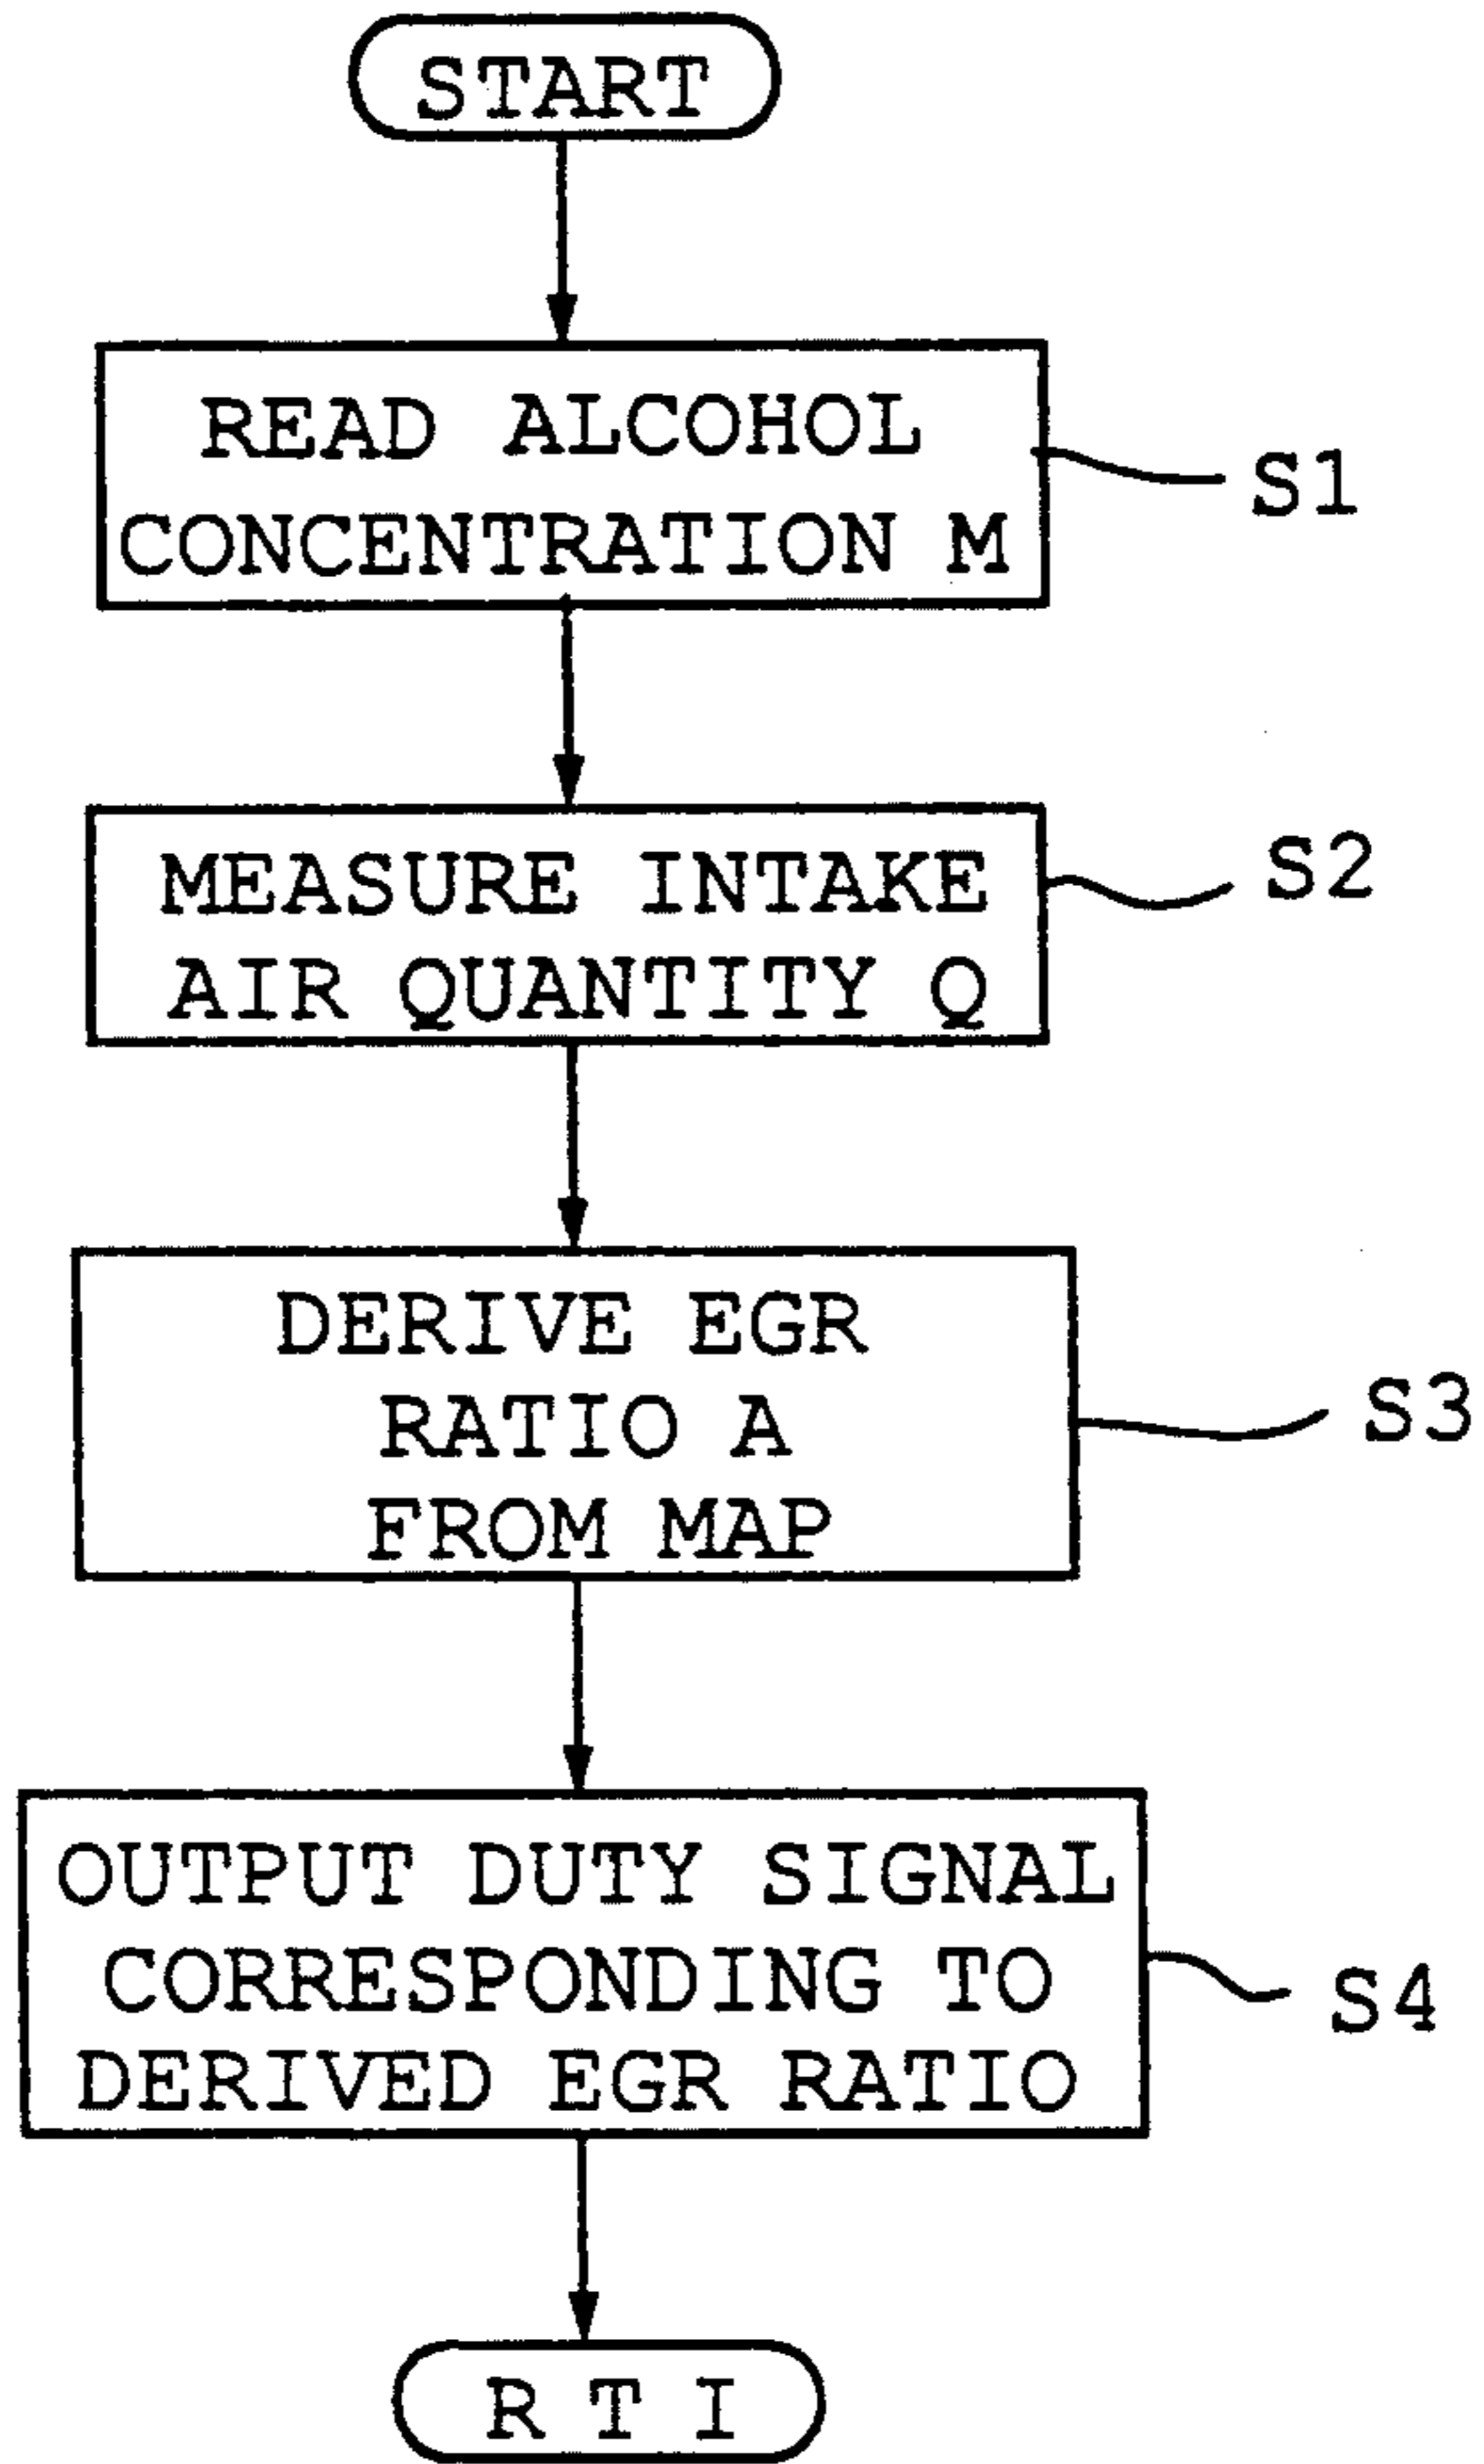 START
READ ALCOHOL
CONCENTRATION M
S1
MEASURE INTAKE
AIR QUANTITY Q
S2
DERIVE EGR
RATIO A
FROM MAP
S3
OUTPUT DUTY SIGNAL
CORRESPONDING TO
DERIVED EGR RATIO
S4
RTI